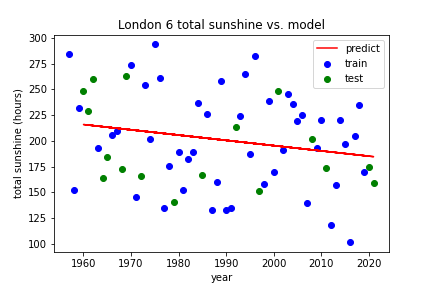 London 6 total sunshine vs. model
predict
train
test
total sunshine (hours)
300
275
250
225
200
175
150
125
100
1960 1970 1980 1990 2000 2010 2020
year